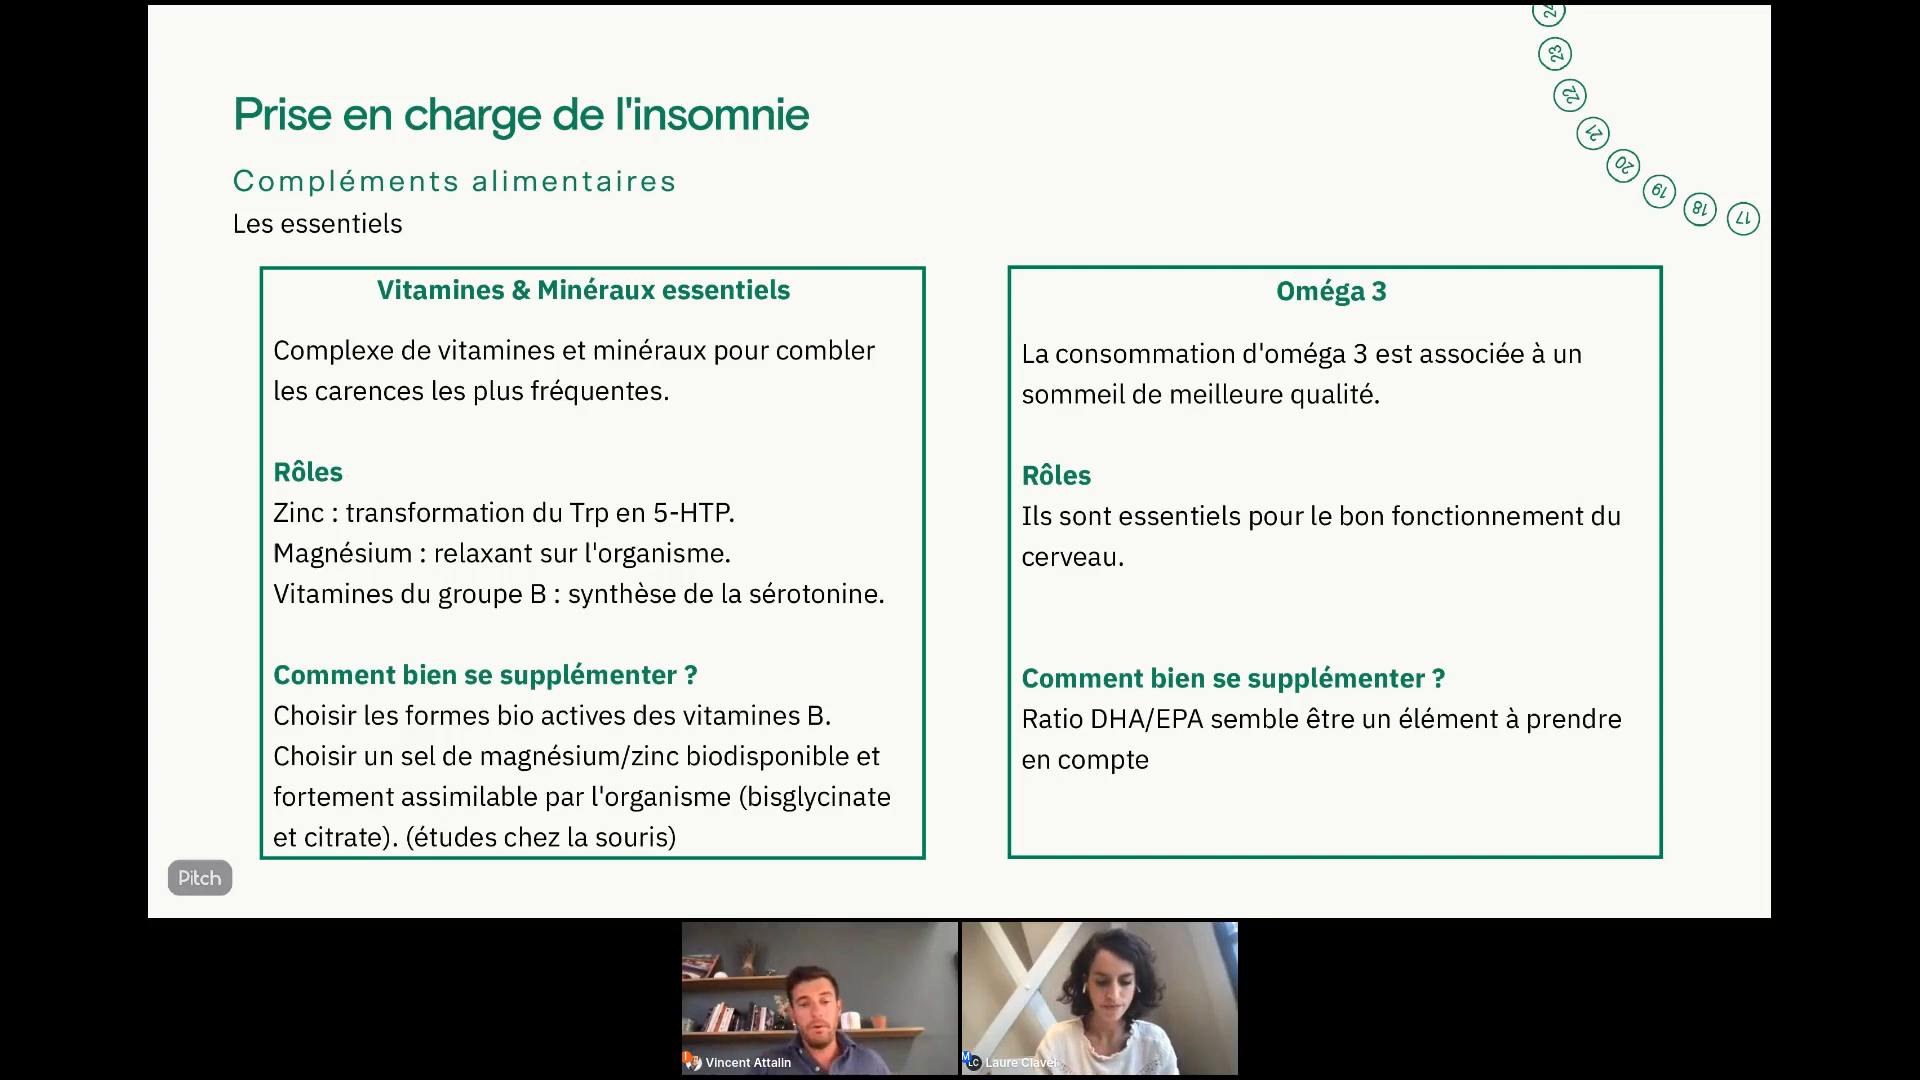 24
23
22
21
20
19
18
17
Prise en charge de l'insomnie
Compléments alimentaires
Les essentiels
Vitamines & Minéraux essentiels
Complexe de vitamines et minéraux pour combler
les carences les plus fréquentes.
Rôles
Zinc : transformation du Trp en 5-HTP.
Magnésium : relaxant sur l'organisme.
Vitamines du groupe B : synthèse de la sérotonine.
Comment bien se supplémenter ?
Choisir les formes bio actives des vitamines B.
Choisir un sel de magnésium/zinc biodisponible et
fortement assimilable par l'organisme (bisglycinate
et citrate). (études chez la souris)
Oméga 3
La consommation d'oméga 3 est associée à un
sommeil de meilleure qualité.
Rôles
Ils sont essentiels pour le bon fonctionnement du
cerveau.
Comment bien se supplémenter ?
Ratio DHA/EPA semble être un élément à prendre
en compte
Pitch
Vincent Attalin
LC Laure Clavel